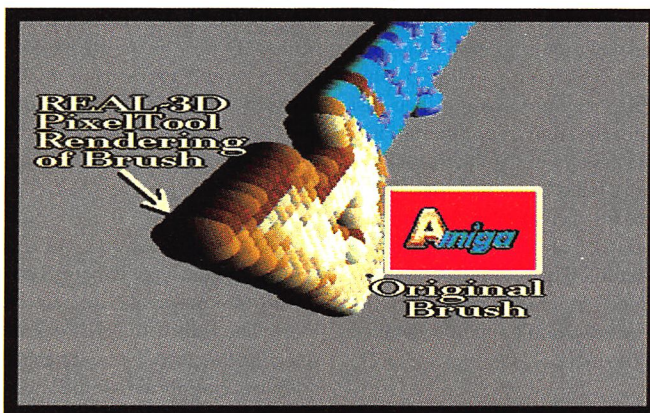 REAL-3D
PixelTool
Rendering
of Brush
Amiga
Original
Brush